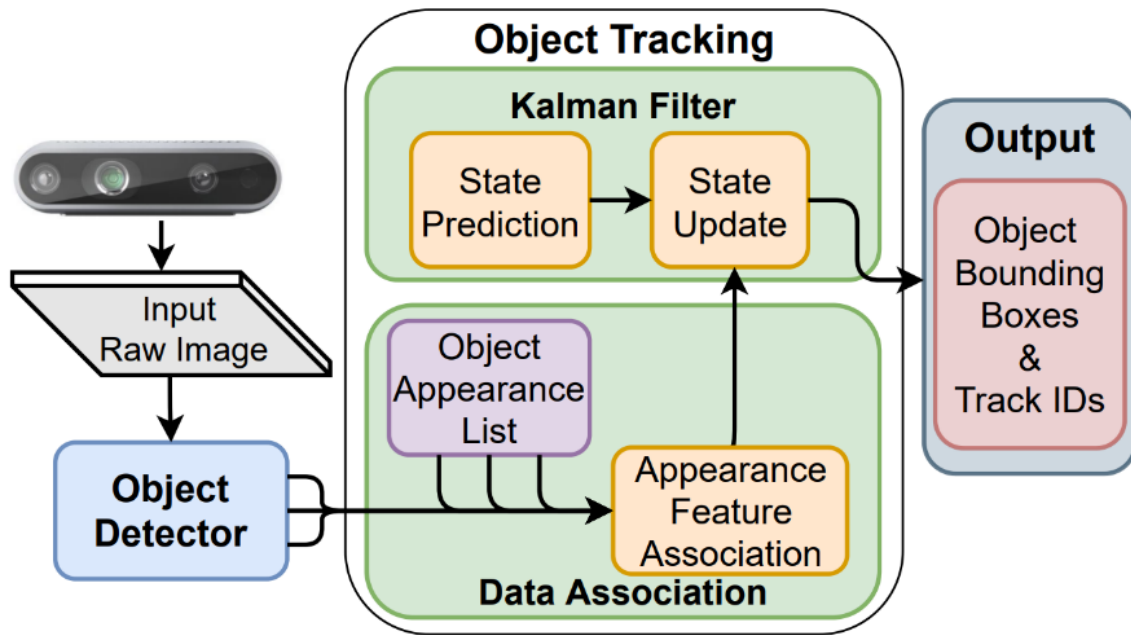 Object Tracking
Kalman Filter
State
Prediction
State
Update
Output
Object
Bounding
Boxes
&
Track IDs
Input
Raw Image
Object
Appearance
List
Object
Detector
Appearance
Feature
Association
Data Association